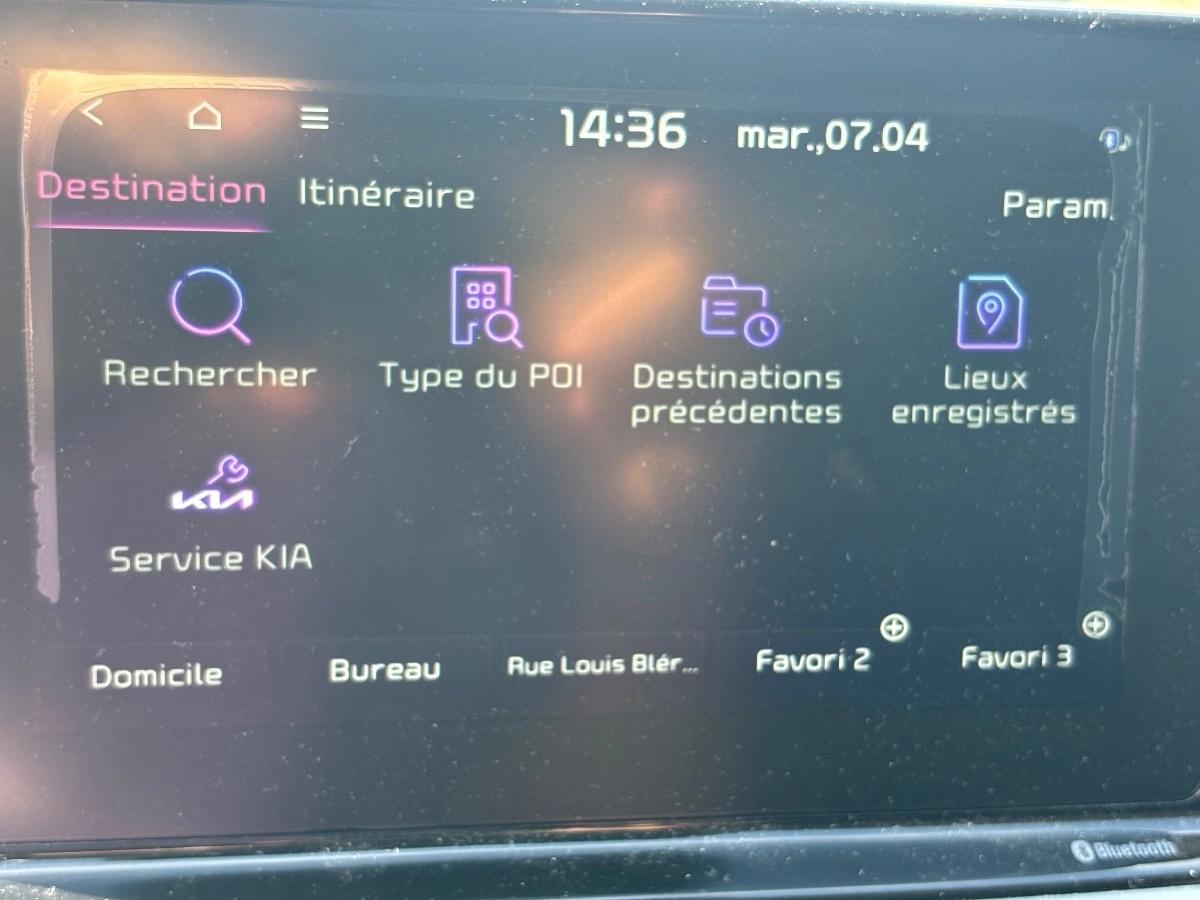 14:36 mar.,07.04
Destination Itinéraire Param.
Rechercher
Type du POI
Destinations
précédentes
Lieux
enregistrés
KIA
Service KIA
Domicile
Bureau
Rue Louis Blér...
Favori 2
Favori 3
Bluetooth